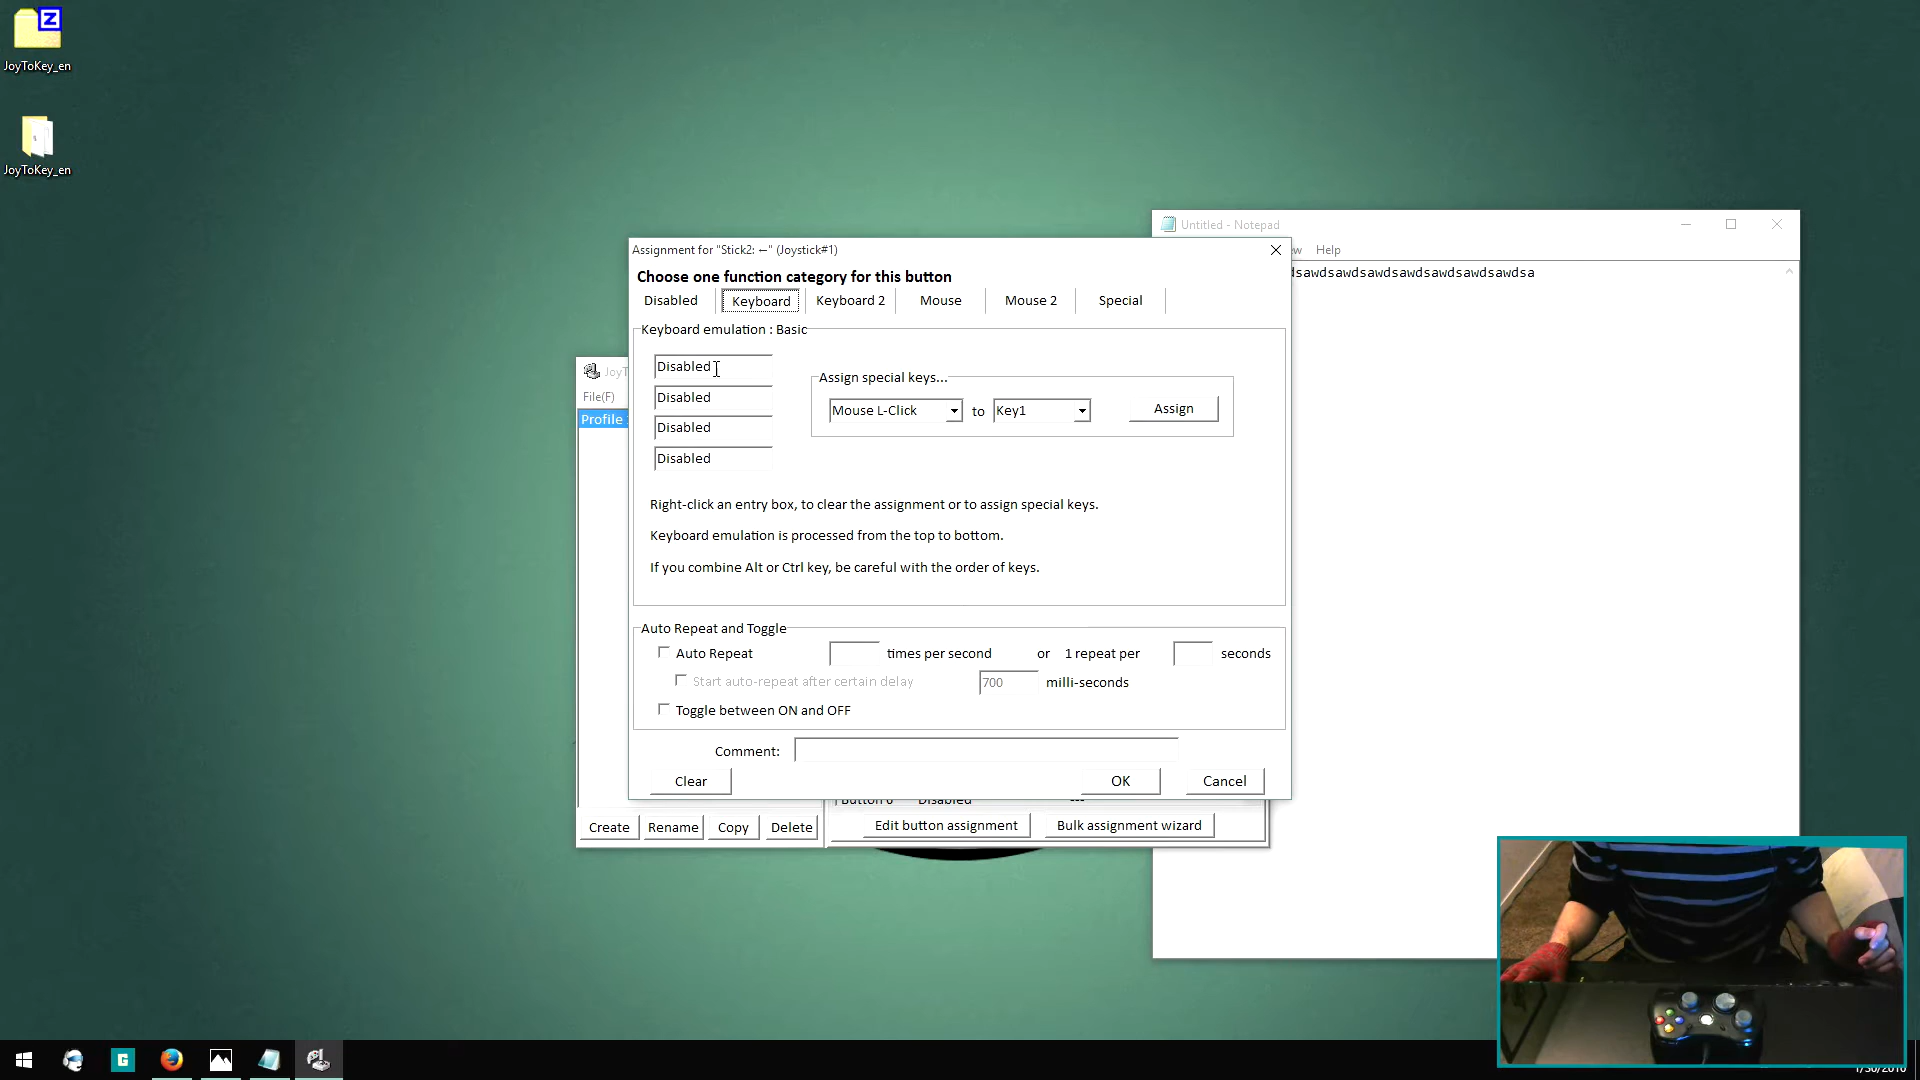 JoyToKey_en
JoyToKey_en
Untitled - Notepad
Help
sawdsawdsawdsawdsawdsawdsawdsa
JoyT
File(F)
Profile
Assignment for "Stick2: ←" (Joystick#1)
Choose one function category for this button
Disabled Keyboard Keyboard 2 Mouse Mouse 2 Special
Keyboard emulation : Basic
Disabled
Disabled
Disabled
Disabled
Assign special keys...
Mouse L-Click to Key1 Assign
Right-click an entry box, to clear the assignment or to assign special keys.
Keyboard emulation is processed from the top to bottom.
If you combine Alt or Ctrl key, be careful with the order of keys.
Auto Repeat and Toggle
Auto Repeat times per second or 1 repeat per seconds
Start auto-repeat after certain delay 700 milli-seconds
Toggle between ON and OFF
Comment:
Clear OK Cancel
Button 6 Disabled ---
Create Rename Copy Delete Edit button assignment Bulk assignment wizard